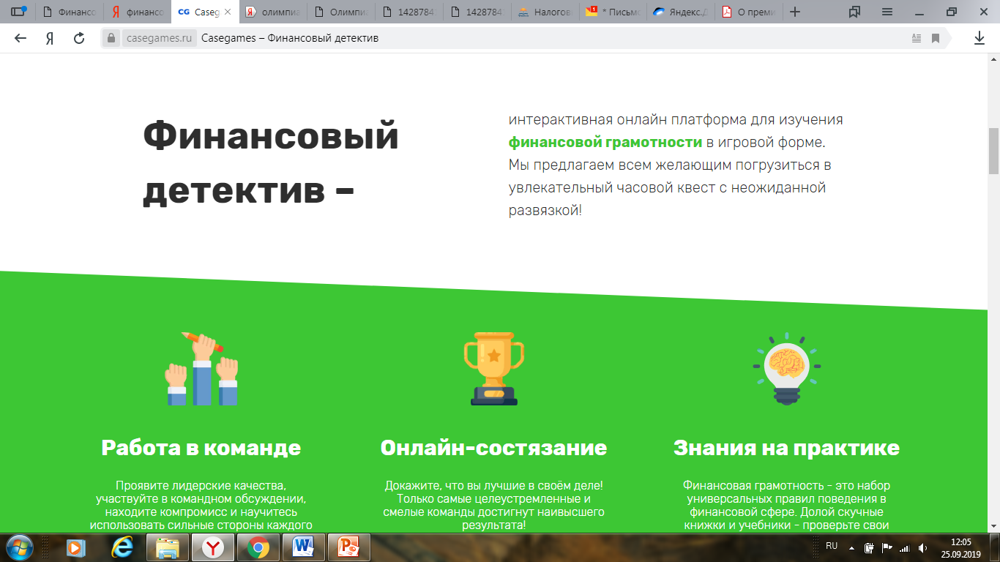 Финансо
финансо
CG Caseg
олимпиа
Олимпи
1428784
1428784
Налогов
* Письмо
Яндекс.Д
О преми
casegames.ru Casegames – Финансовый детектив
Финансовый
детектив –
интерактивная онлайн платформа для изучения
финансовой грамотности в игровой форме.
Мы предлагаем всем желающим погрузиться в
увлекательный часовой квест с неожиданной
развязкой!
Работа в команде
Проявите лидерские качества,
участвуйте в командном обсуждении,
находите компромисс и научитесь
использовать сильные стороны каждого
Онлайн-состязание
Докажите, что вы лучшие в своём деле!
Только самые целеустремленные и
смелые команды достигнут наивысшего
результата!
Знания на практике
Финансовая грамотность - это набор
универсальных правил поведения в
финансовой сфере. Долой скучные
книжки и учебники - проверьте свои
RU
12:05
25.09.2019